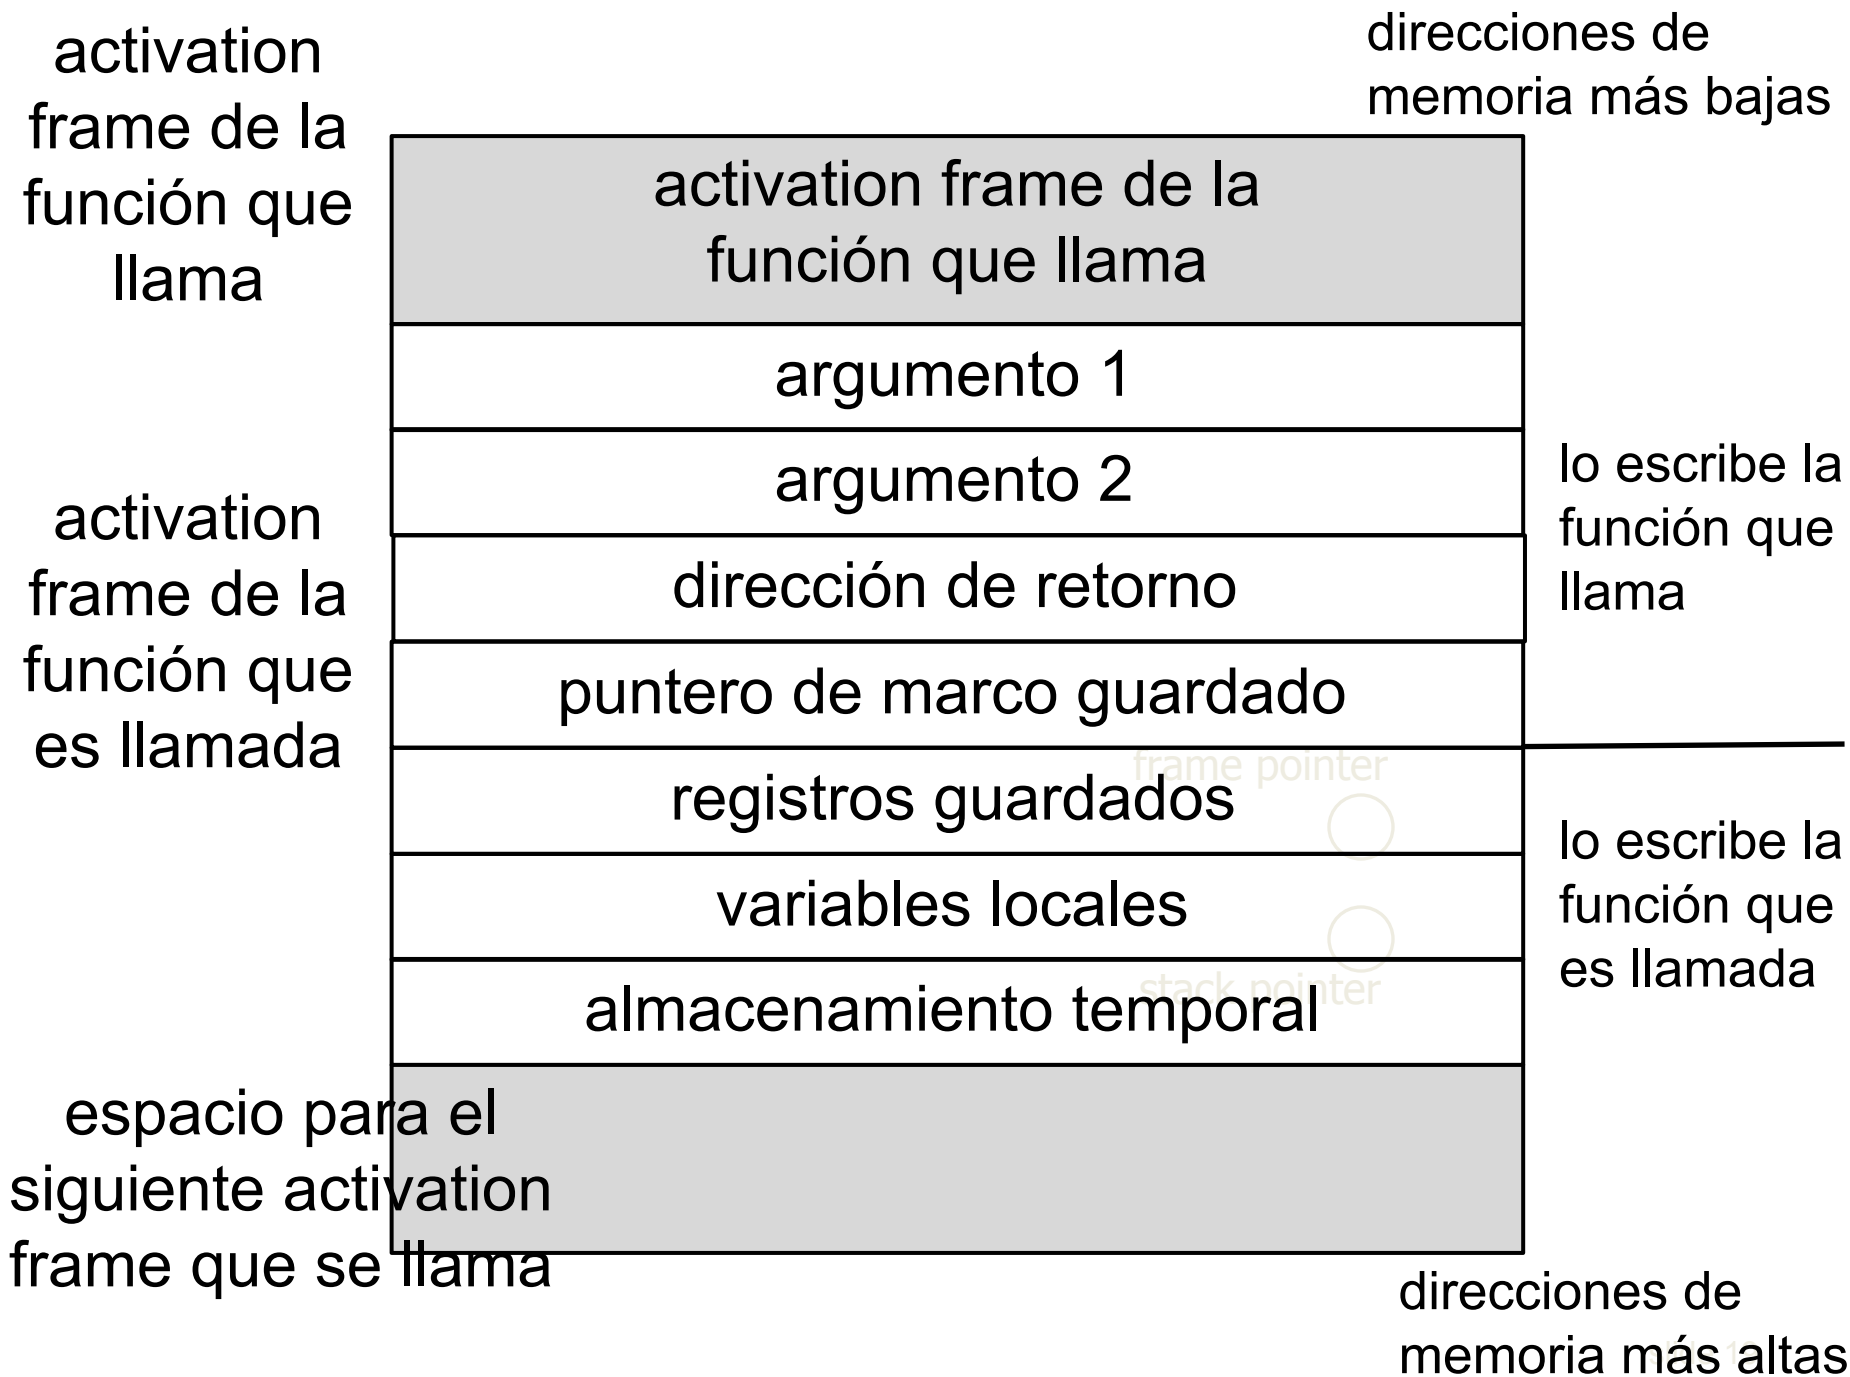 activation
frame de la
función que
llama
direcciones de
memoria más bajas
activation frame de la
función que llama
argumento 1
argumento 2
dirección de retorno
puntero de marco guardado
frame pointer
registros guardados
variables locales
stack pointer
almacenamiento temporal
activation
frame de la
función que
es llamada
lo escribe la
función que
llama
lo escribe la
función que
es llamada
espacio para el
siguiente activation
frame que se llama
direcciones de
memoria más altas